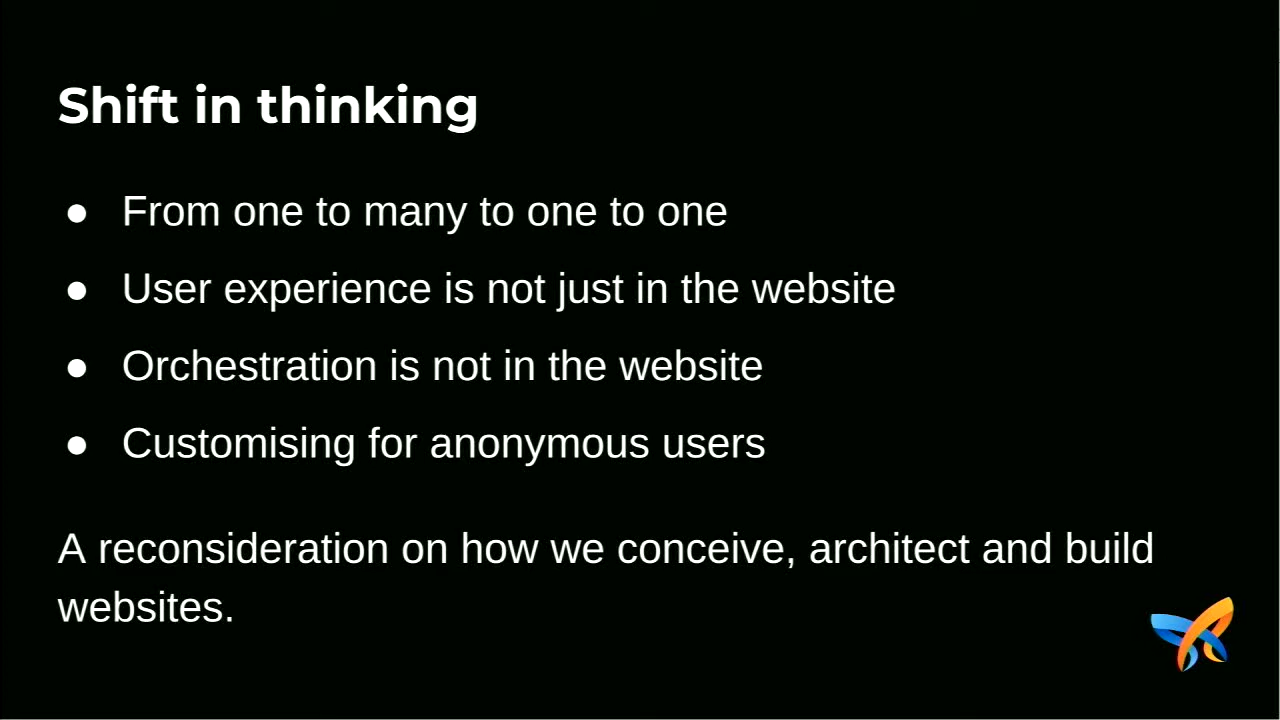 Shift in thinking
● From one to many to one to one
● User experience is not just in the website
● Orchestration is not in the website
● Customising for anonymous users
A reconsideration on how we conceive, architect and build
websites.